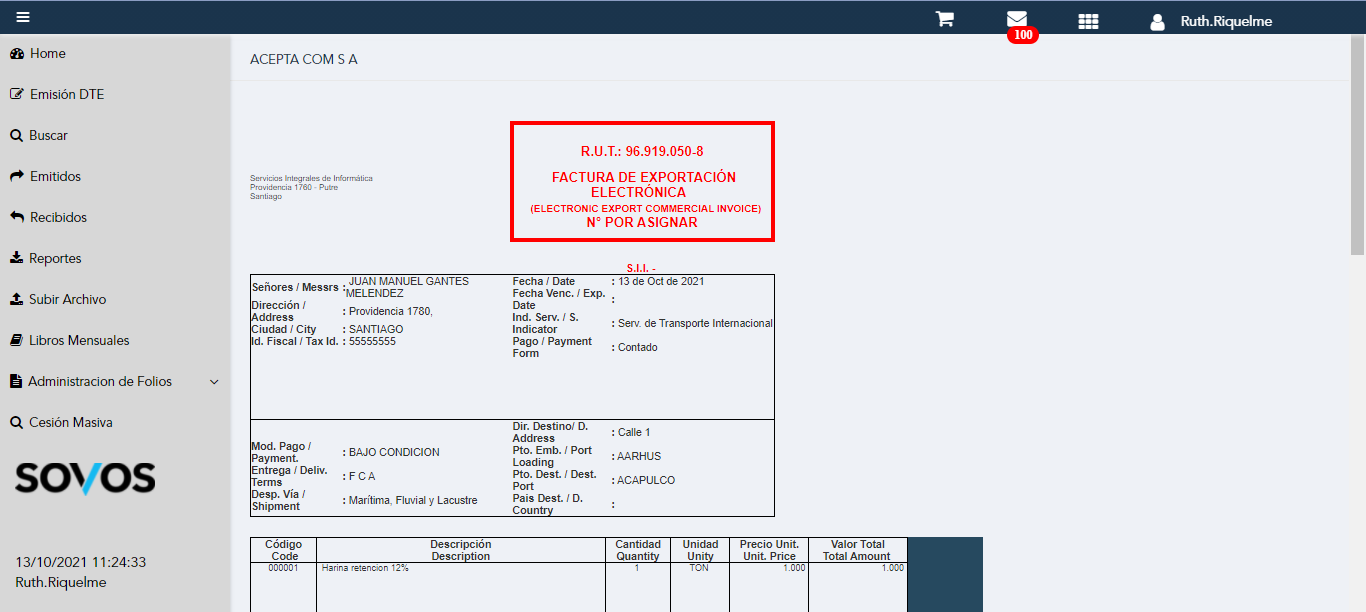 Ruth.Riquelme
100
Home
Emisión DTE
Buscar
Emitidos
Recibidos
Reportes
Subir Archivo
Libros Mensuales
Administracion de Folios
Cesión Masiva
SOVOS
13/10/2021 11:24:33
Ruth.Riquelme
ACEPTA COM S A
Servicios Integrales de Informática
Providencia 1760 - Putre
Santiago
R.U.T.: 96.919.050-8
FACTURA DE EXPORTACIÓN
ELECTRÓNICA
(ELECTRONIC EXPORT COMMERCIAL INVOICE)
N° POR ASIGNAR
S.I.I. -
Señores / Messrs : JUAN MANUEL GANTES
MELENDEZ
Dirección /
Address : Providencia 1780,
Ciudad / City : SANTIAGO
Id. Fiscal / Tax Id. : 55555555
Fecha / Date : 13 de Oct de 2021
Fecha Venc. / Exp.
Date :
Ind. Serv. / S.
Indicator : Serv. de Transporte Internacional
Pago / Payment
Form : Contado
Mod. Pago /
Payment. : BAJO CONDICION
Entrega / Deliv.
Terms : F C A
Desp. Vía /
Shipment : Marítima, Fluvial y Lacustre
Dir. Destino/ D.
Address : Calle 1
Pto. Emb. / Port
Loading : AARHUS
Pto. Dest. / Dest.
Port : ACAPULCO
Pais Dest. / D.
Country :
Código Descripción Cantidad Unidad Precio Unit. Valor Total
Code Description Quantity Unity Unit. Price Total Amount
000001 Harina retencion 12% 1 TON 1.000 1.000